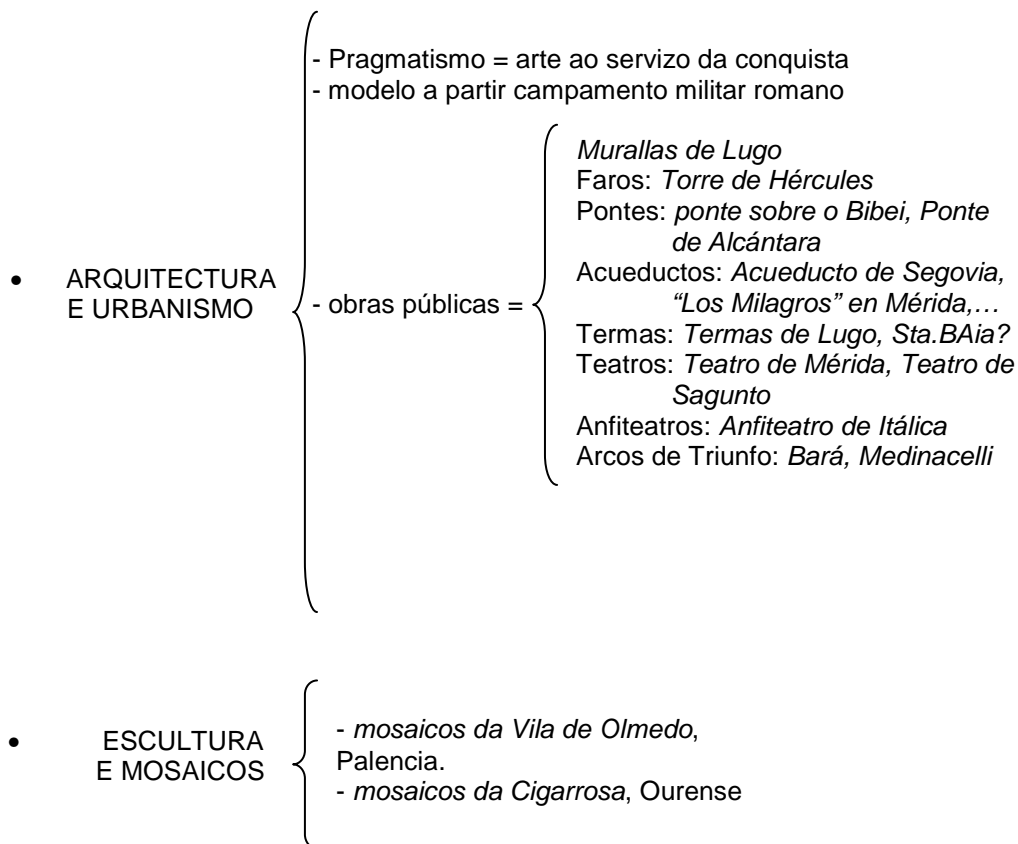 - Pragmatismo = arte ao servizo da conquista
- modelo a partir campamento militar romano
• ARQUITECTURA
E URBANISMO
- obras públicas =
Murallas de Lugo
Faros: Torre de Hércules
Pontes: ponte sobre o Bibei, Ponte
de Alcántara
Acueductos: Acueducto de Segovia,
“Los Milagros” en Mérida,…
Termas: Termas de Lugo, Sta.BAia?
Teatros: Teatro de Mérida, Teatro de
Sagunto
Anfiteatros: Anfiteatro de Itálica
Arcos de Triunfo: Bará, Medinacelli
• ESCULTURA
E MOSAICOS
- mosaicos da Vila de Olmedo,
Palencia.
- mosaicos da Cigarrosa, Ourense